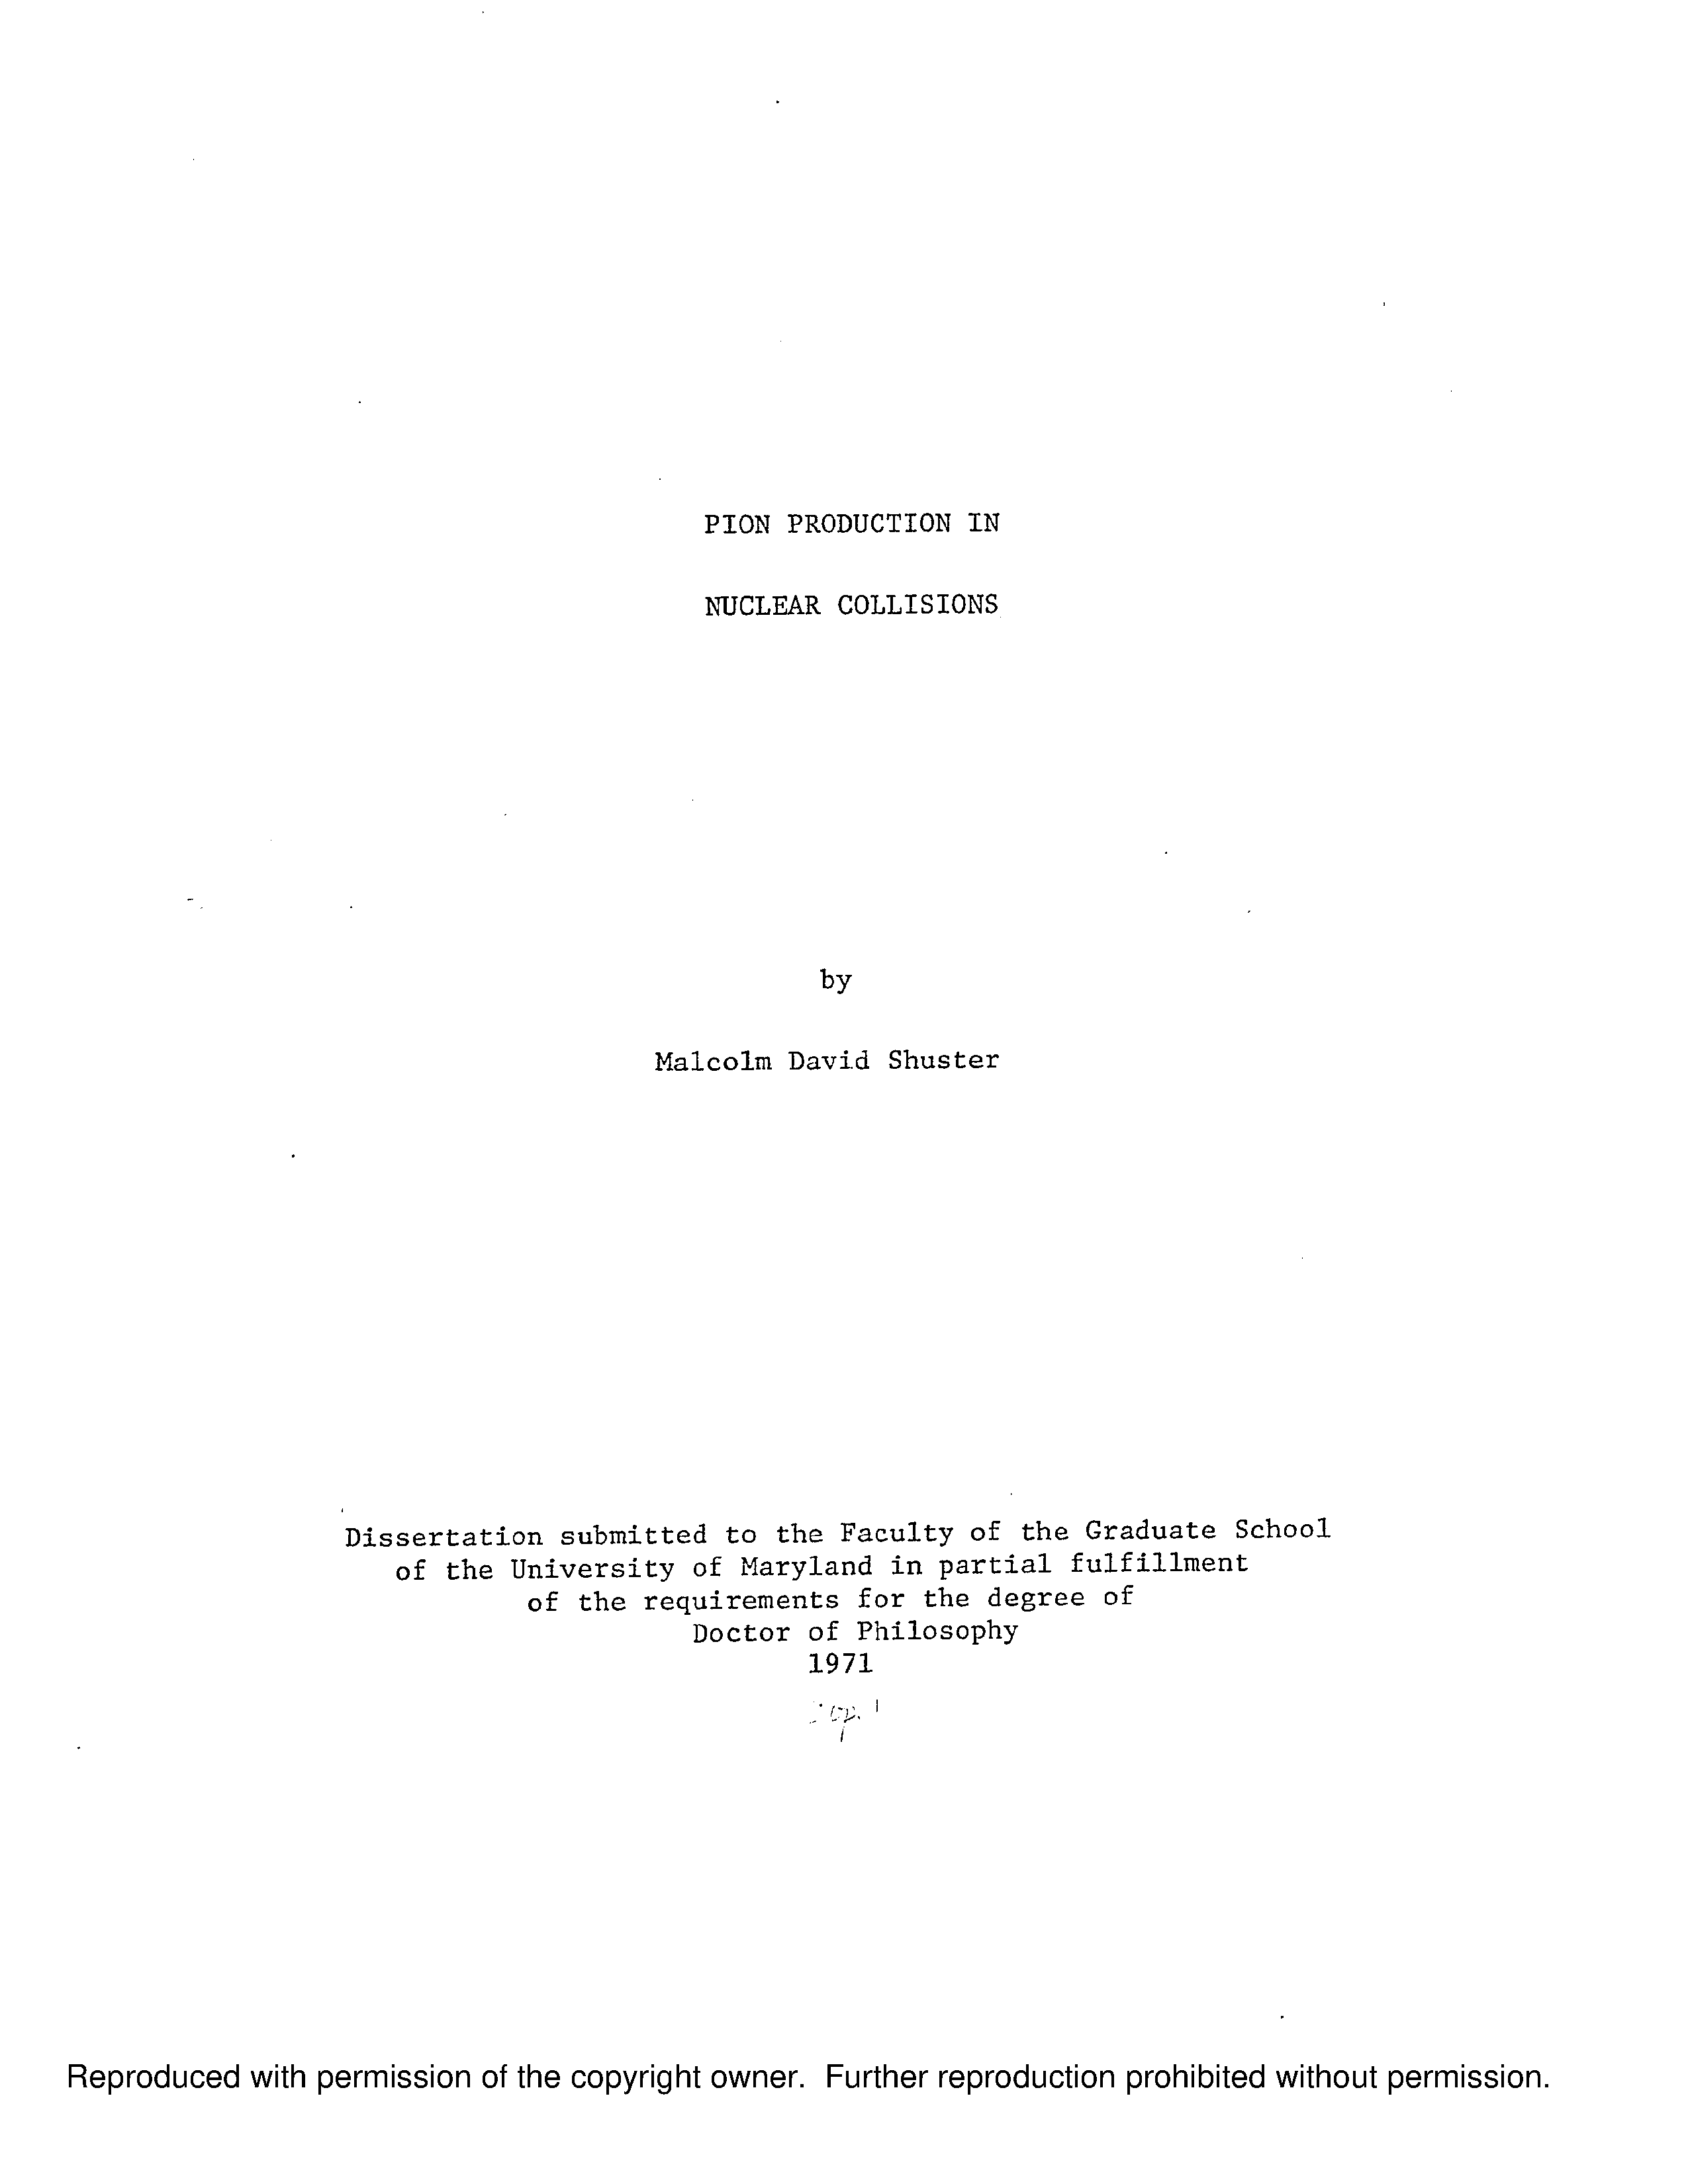 PION PRODUCTION IN
NUCLEAR COLLISIONS
by
Malcolm David Shuster
Dissertation submitted to the Faculty of the Graduate School
of the University of Maryland in partial fulfillment
of the requirements for the degree of
Doctor of Philosophy
1971
Reproduced with permission of the copyright owner. Further reproduction prohibited without permission.